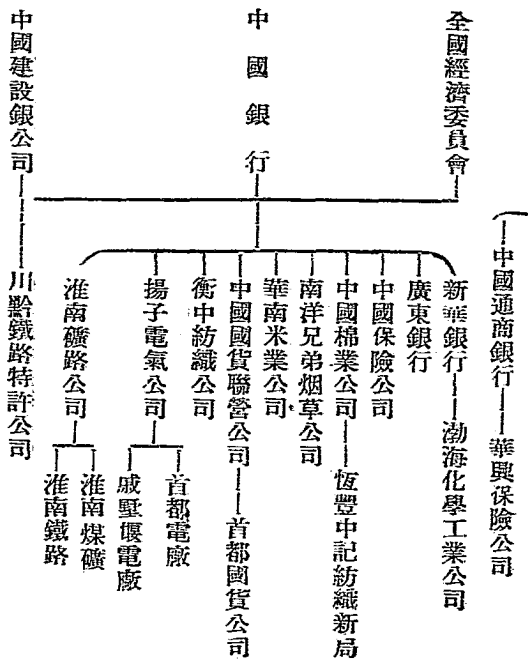 中國通商銀行——華興保險公司
全國經濟委員會
中國銀行
中國建設銀公司——川黔鐵路特許公司
新華銀行——渤海化學工業公司
廣東銀行
中國保險公司
中國棉業公司——恆豐中記紡織新局
南洋兄弟烟草公司
華南米業公司
中國國貨聯營公司——首都國貨公司
衡中紡織公司
揚子電氣公司
首都電廠
戚墅堰電廠
淮南礦路公司
淮南煤礦
淮南鐵路